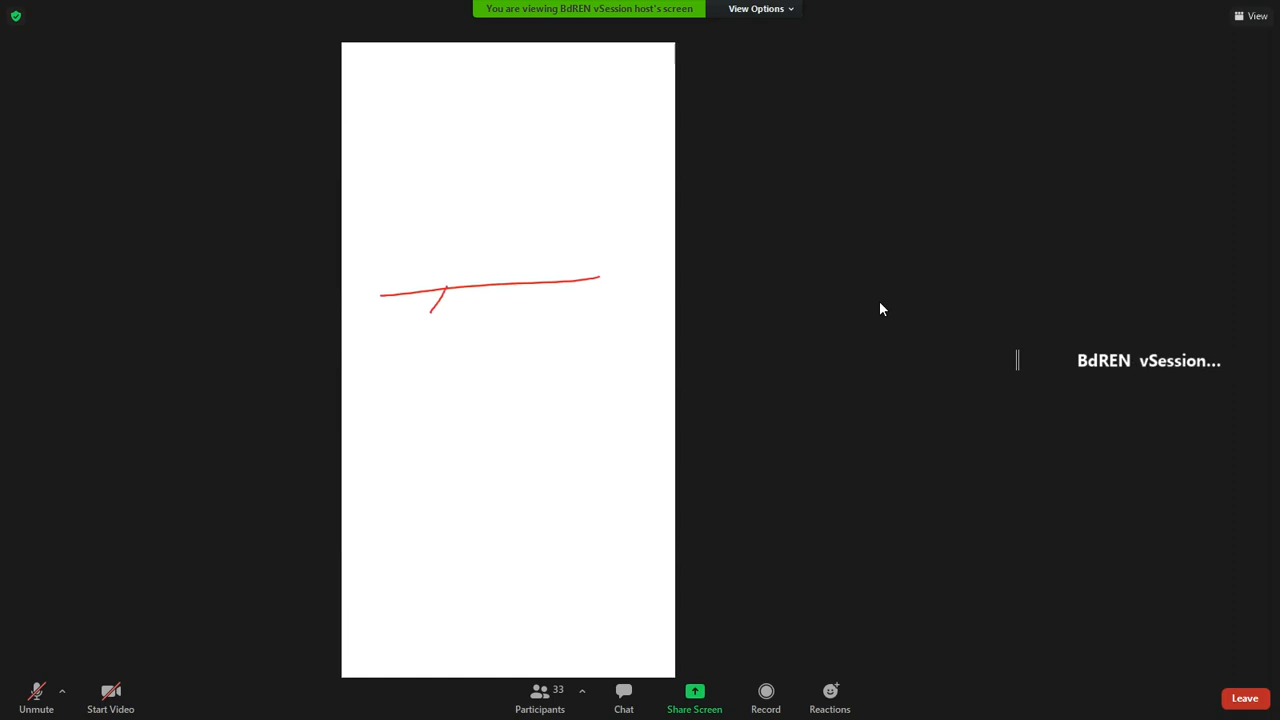 You are viewing BdREN vSession host's screen
View Options
View
BdREN vSession...
Unmute
Start Video
33
Participants
Chat
Share Screen
Record
Reactions
Leave